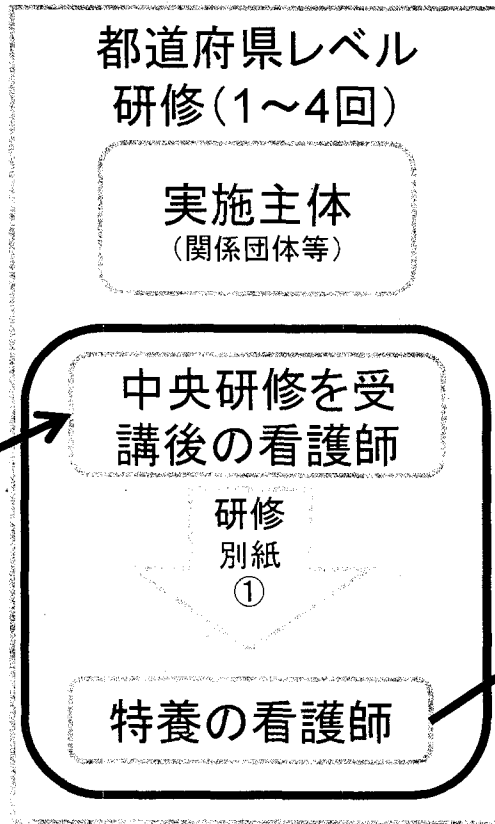 都道府県レベル
研修(1～4回)
実施主体
(関係団体等)
中央研修を受
講後の看護師
研修
別紙
①
特養の看護師